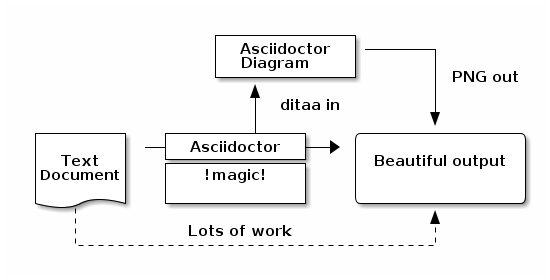 Asciidoctor
Diagram
PNG out
ditaa in
Asciidoctor
Text
Document
Beautiful output
!magic!
Lots of work